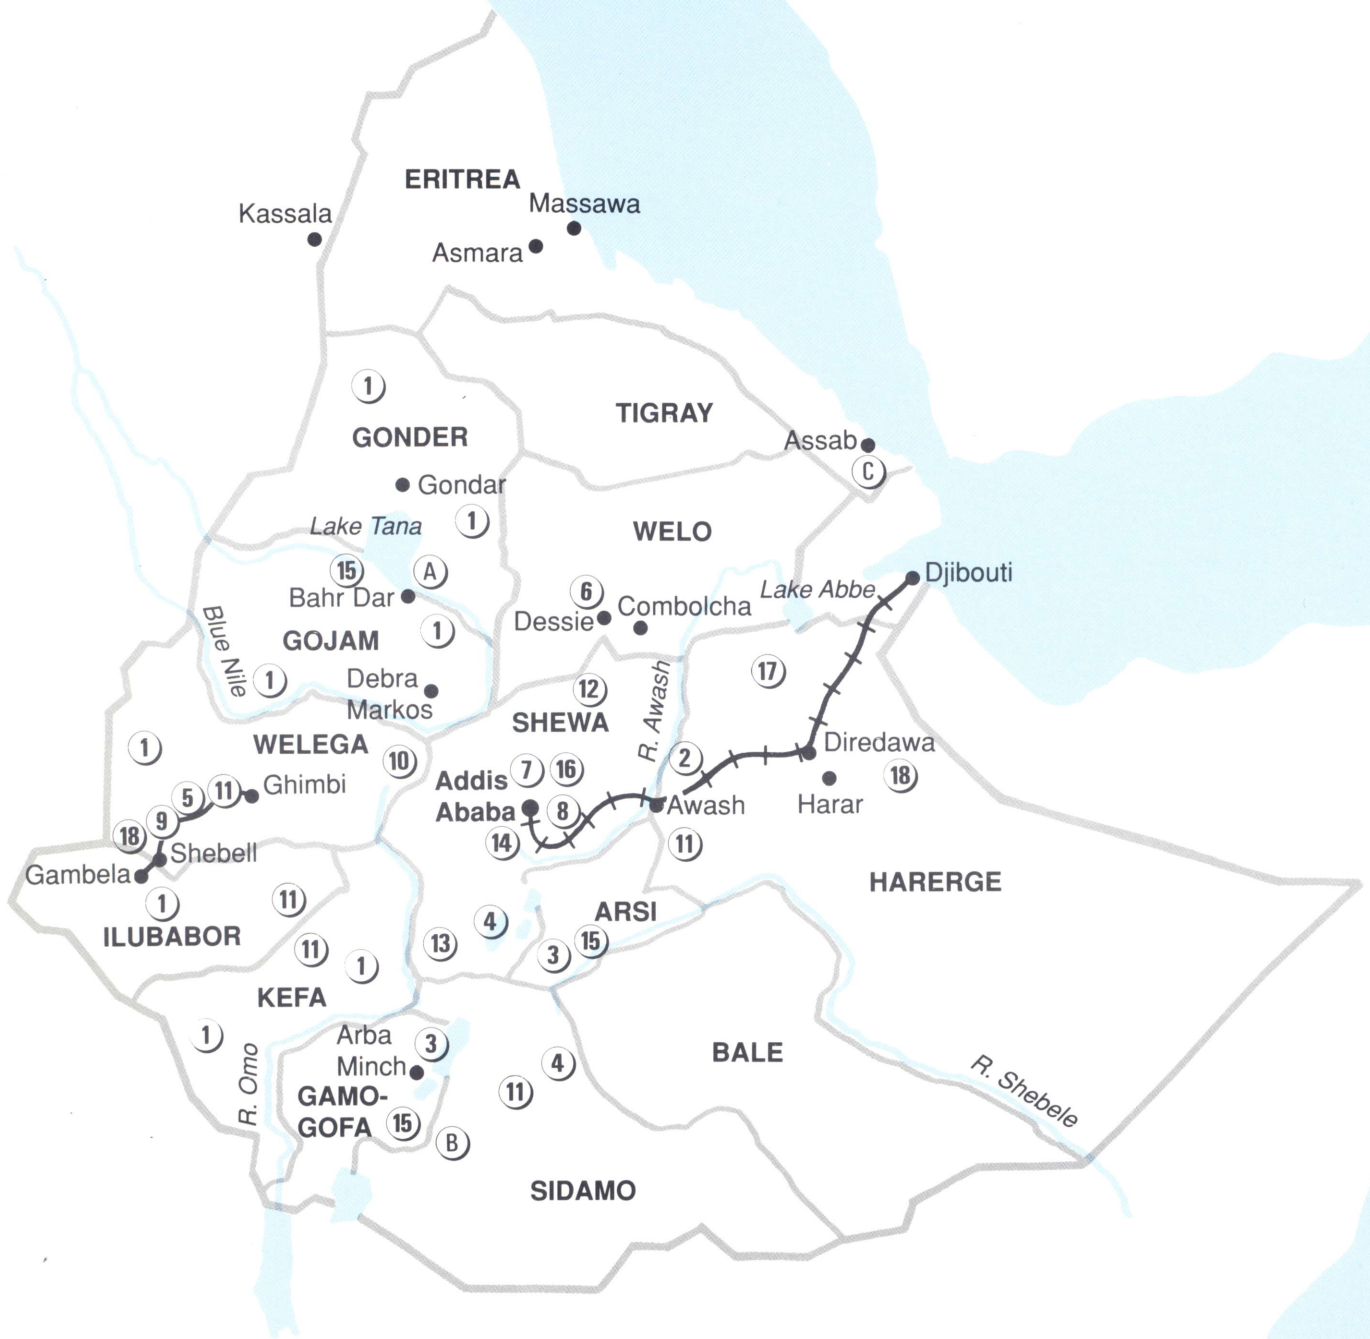 ERITREA
Kassala
Massawa
Asmara
1
GONDER
TIGRAY
Assab
C
Gondar
1
Lake Tana
WELO
15
A
Bahr Dar
6
Dessie
Combolcha
Lake Abbe
Djibouti
Blue Nile
GOJAM
1
1
Debra
Markos
12
R. Awash
17
SHEWA
1
WELEGA
10
Addis
Ababa
7
16
2
Diredawa
18
Harar
5
11
Ghimbi
8
Awash
9
18
Shebell
14
11
Gambela
1
11
HARERGE
ILUBABOR
4
ARSI
11
1
13
3
15
KEFA
1
Arba
Minch
3
R. Omo
4
BALE
R. Shebele
11
GAMO-
GOFA
15
B
SIDAMO